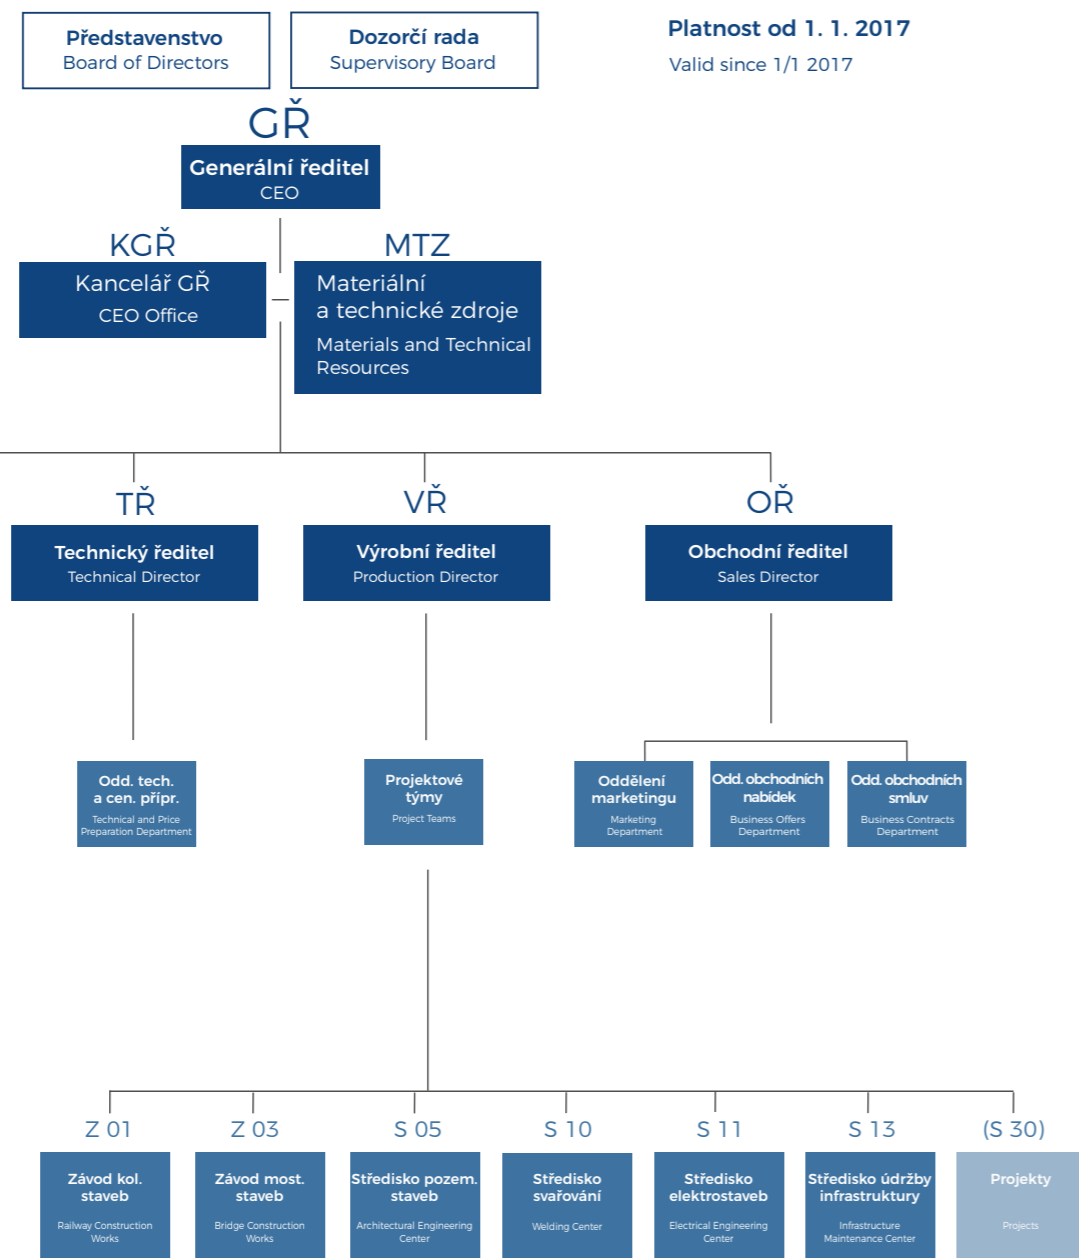 Představenstvo
Board of Directors
Dozorčí rada
Supervisory Board
Platnost od 1. 1. 2017
Valid since 1/1 2017
GŘ
Generální ředitel
CEO
KGŘ
Kancelář GŘ
CEO Office
MTZ
Materiální
a technické zdroje
Materials and Technical
Resources
TŘ
Technický ředitel
Technical Director
VŘ
Výrobní ředitel
Production Director
OŘ
Obchodní ředitel
Sales Director
Odd. tech.
a cen. přípr.
Technical and Price
Preparation Department
Projektové
týmy
Project Teams
Oddělení
marketingu
Marketing
Department
Odd. obchodních
nabídek
Business Offers
Department
Odd. obchodních
smluv
Business Contracts
Department
Z 01
Závod kol.
staveb
Railway Construction
Works
Z 03
Závod most.
staveb
Bridge Construction
Works
S 05
Středisko pozem.
staveb
Architectural Engineering
Center
S 10
Středisko
svařování
Welding Center
S 11
Středisko
elektrostaveb
Electrical Engineering
Center
S 13
Středisko údržby
infrastruktury
Infrastructure
Maintenance Center
(S 30)
Projekty
Projects